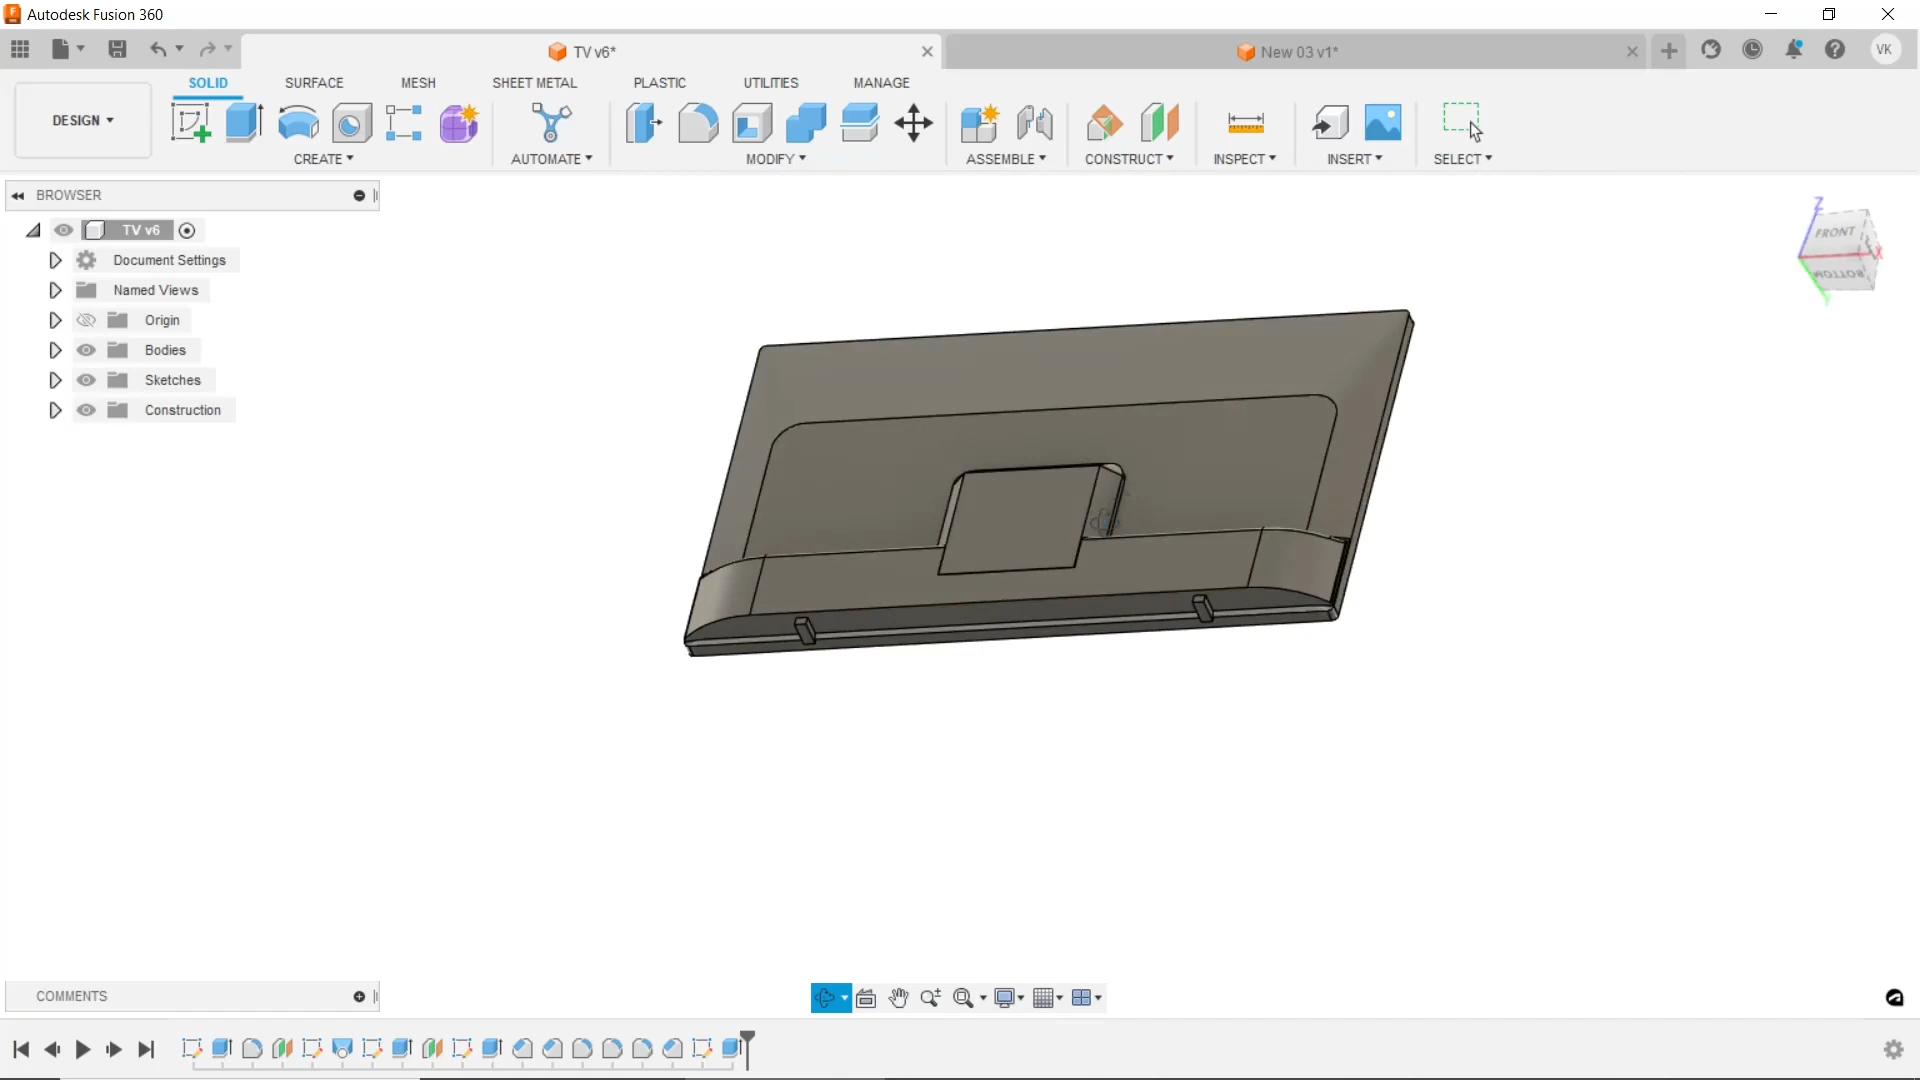 Autodesk Fusion 360
TV v6*
New 03 v1*
VK
SOLID
SURFACE
MESH
SHEET METAL
PLASTIC
UTILITIES
MANAGE
DESIGN
CREATE
AUTOMATE
MODIFY
ASSEMBLE
CONSTRUCT
INSPECT
INSERT
SELECT
BROWSER
TV v6
Document Settings
Named Views
Origin
Bodies
Sketches
Construction
Z
FRONT
X
BOTTOM
Y
COMMENTS